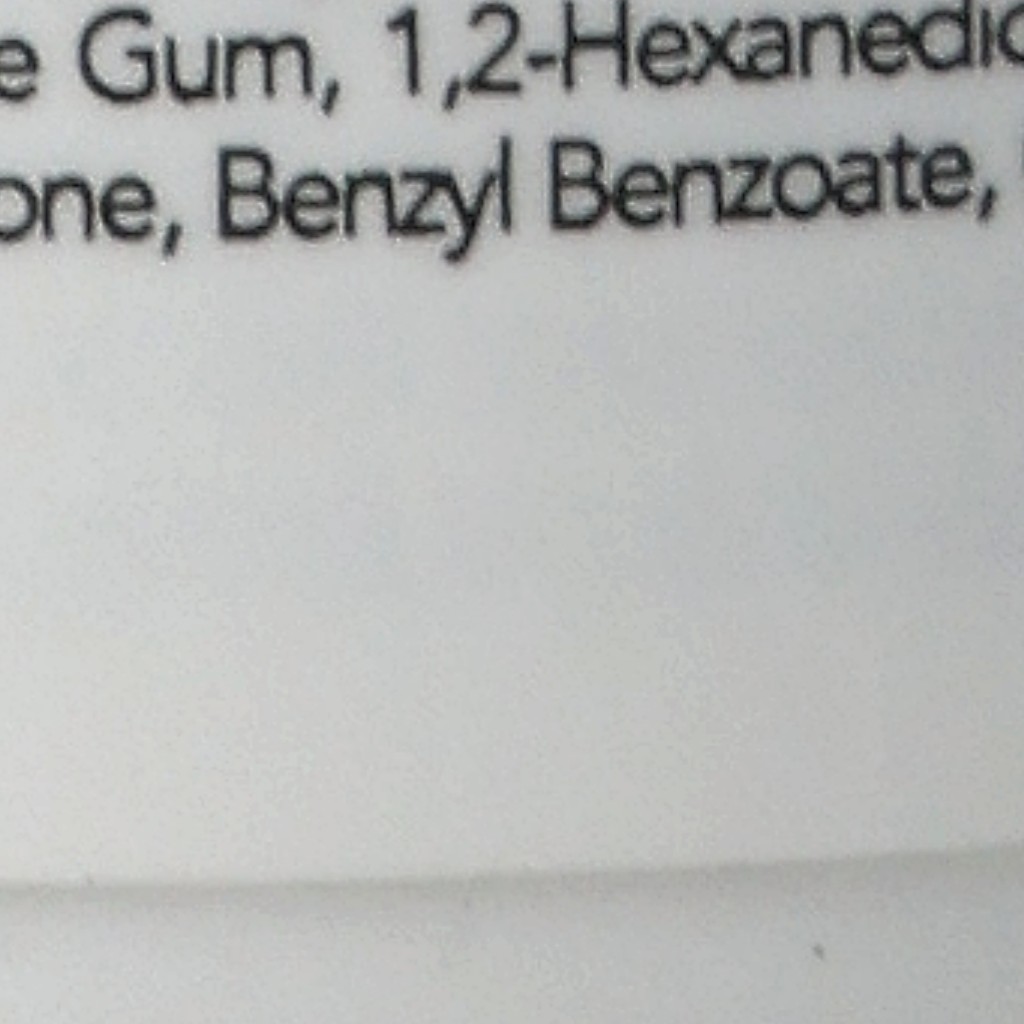 e Gum, 1,2-Hexanedio
one, Benzyl Benzoate,